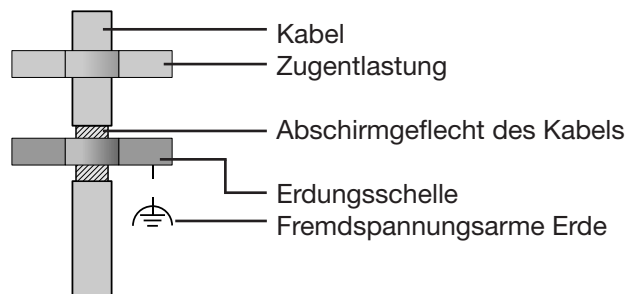 Kabel
Zugentlastung
Abschirmgeflecht des Kabels
Erdungsschelle
Fremdspannungsarme Erde